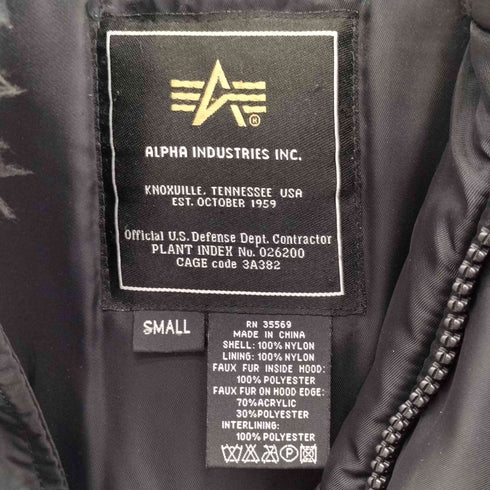 ALPHA INDUSTRIES INC.
KNOXVILLE, TENNESSEE USA
EST. OCTOBER 1959
Official U.S. Defense Dept. Contractor
PLANT INDEX No. 026200
CAGE code 3A382
SMALL
RN 35569
MADE IN CHINA
SHELL: 100% NYLON
LINING: 100% NYLON
FAUX FUR INSIDE HOOD:
100% POLYESTER
FAUX FUR ON HOOD EDGE:
70% ACRYLIC
30% POLYESTER
INTERLINING:
100% POLYESTER